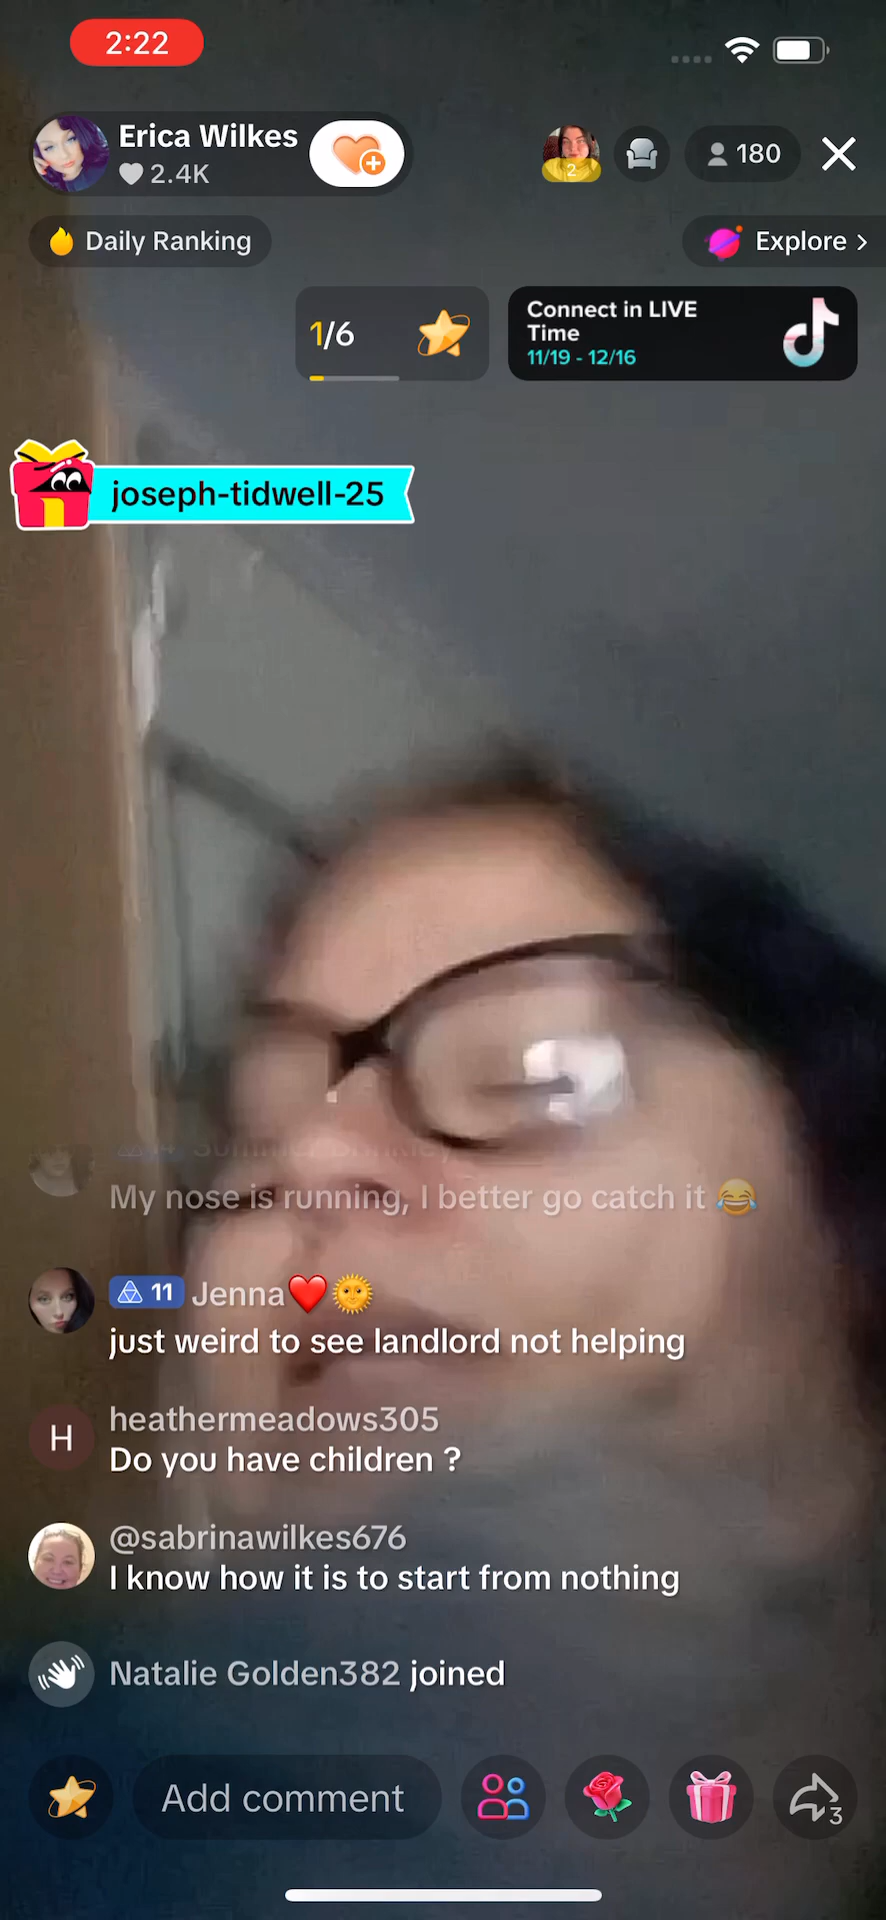 2:22
Erica Wilkes
2.4K
2
180
Daily Ranking
Explore >
1/6
Connect in LIVE
Time
11/19 - 12/16
joseph-tidwell-25
My nose is running, I better go catch it 😂
11 Jenna❤️🌞
just weird to see landlord not helping
heathermeadows305
H
Do you have children ?
@sabrinawilkes676
I know how it is to start from nothing
Natalie Golden382 joined
Add comment
3